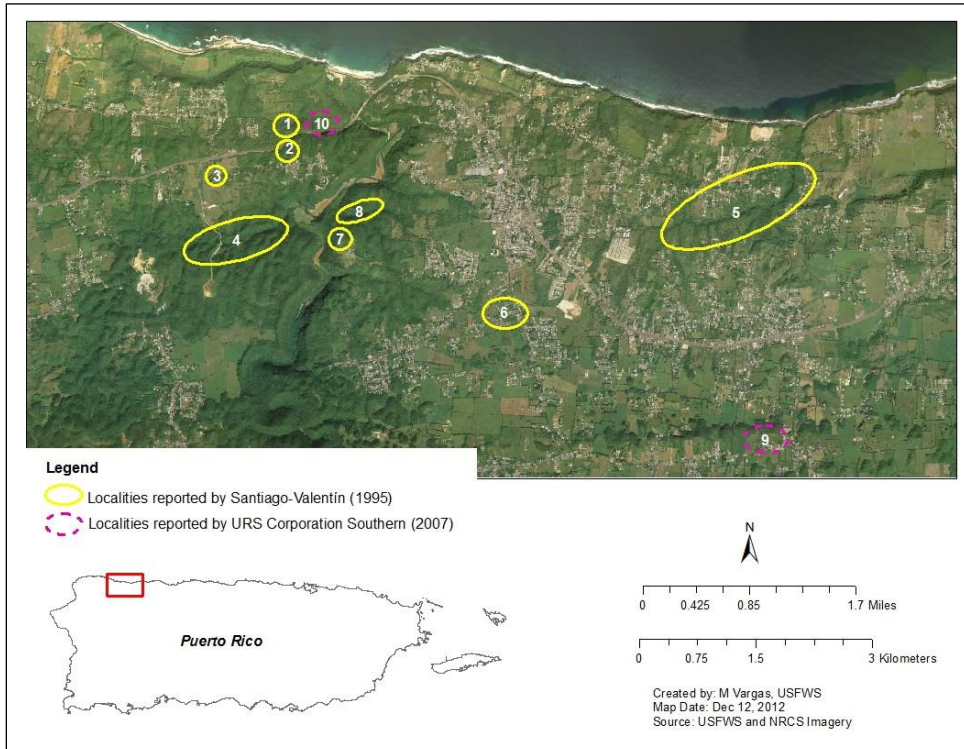 1
10
2
3
8
5
4
7
6
9
Legend
Localities reported by Santiago-Valentín (1995)
Localities reported by URS Corporation Southern (2007)
N
0 0.425 0.85 1.7 Miles
Puerto Rico
0 0.75 1.5 3 Kilometers
Created by: M Vargas, USFWS
Map Date: Dec 12, 2012
Source: USFWS and NRCS Imagery